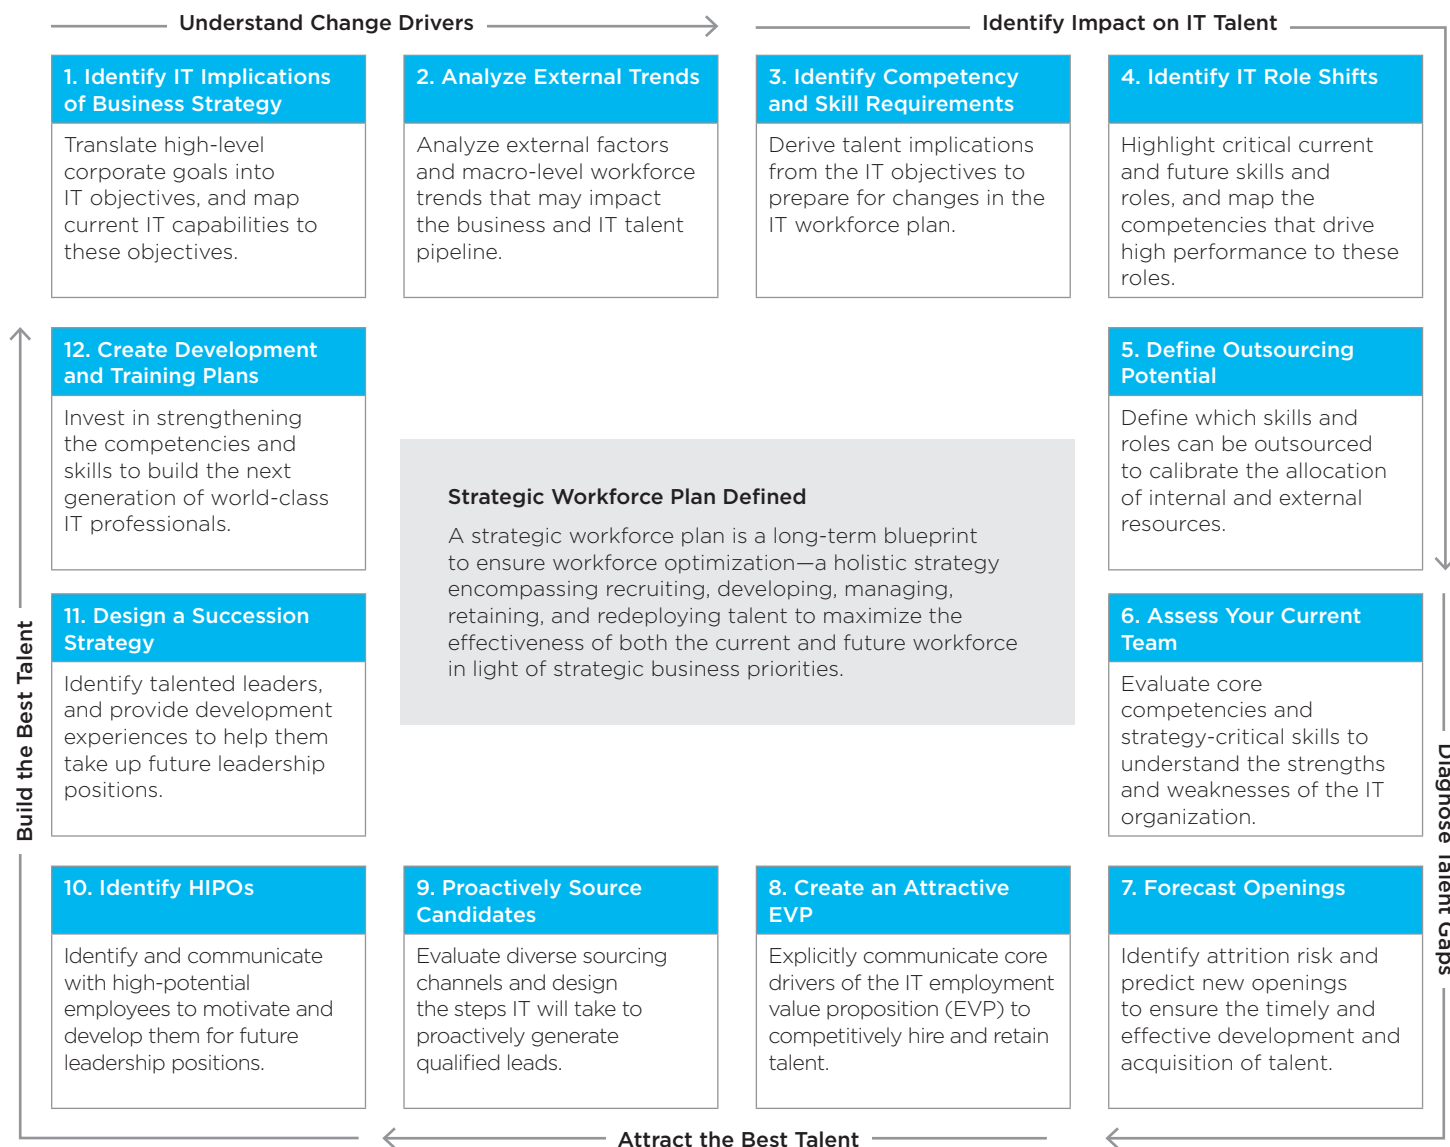 Understand Change Drivers
Identify Impact on IT Talent
1. Identify IT Implications
of Business Strategy
Translate high-level
corporate goals into
IT objectives, and map
current IT capabilities to
these objectives.
2. Analyze External Trends
Analyze external factors
and macro-level workforce
trends that may impact
the business and IT talent
pipeline.
3. Identify Competency
and Skill Requirements
Derive talent implications
from the IT objectives to
prepare for changes in the
IT workforce plan.
4. Identify IT Role Shifts
Highlight critical current
and future skills and
roles, and map the
competencies that drive
high performance to these
roles.
5. Define Outsourcing
Potential
Define which skills and
roles can be outsourced
to calibrate the allocation
of internal and external
resources.
6. Assess Your Current
Team
Evaluate core
competencies and
strategy-critical skills to
understand the strengths
and weaknesses of the IT
organization.
Diagnose Talent Gaps
7. Forecast Openings
Identify attrition risk and
predict new openings
to ensure the timely and
effective development and
acquisition of talent.
8. Create an Attractive
EVP
Explicitly communicate core
drivers of the IT employment
value proposition (EVP) to
competitively hire and retain
talent.
9. Proactively Source
Candidates
Evaluate diverse sourcing
channels and design
the steps IT will take to
proactively generate
qualified leads.
Attract the Best Talent
10. Identify HIPOs
Identify and communicate
with high-potential
employees to motivate and
develop them for future
leadership positions.
11. Design a Succession
Strategy
Identify talented leaders,
and provide development
experiences to help them
take up future leadership
positions.
Build the Best Talent
12. Create Development
and Training Plans
Invest in strengthening
the competencies and
skills to build the next
generation of world-class
IT professionals.
Strategic Workforce Plan Defined
A strategic workforce plan is a long-term blueprint
to ensure workforce optimization—a holistic strategy
encompassing recruiting, developing, managing,
retaining, and redeploying talent to maximize the
effectiveness of both the current and future workforce
in light of strategic business priorities.